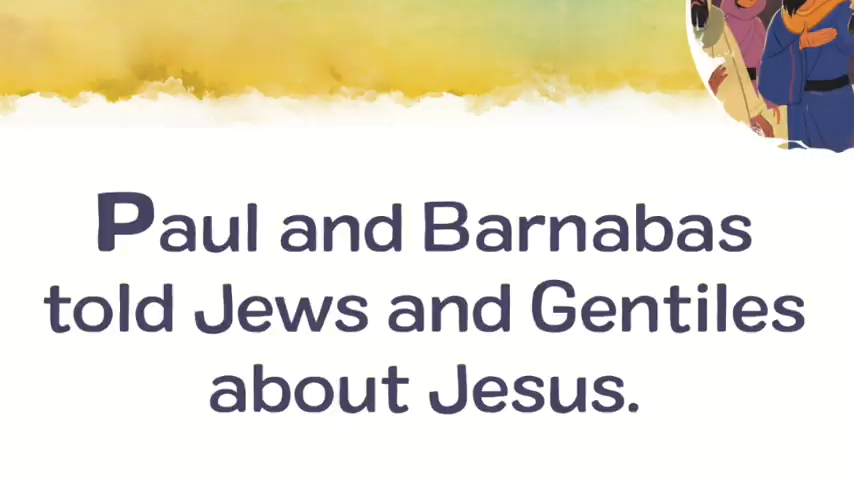 Paul and Barnabas
told Jews and Gentiles
about Jesus.